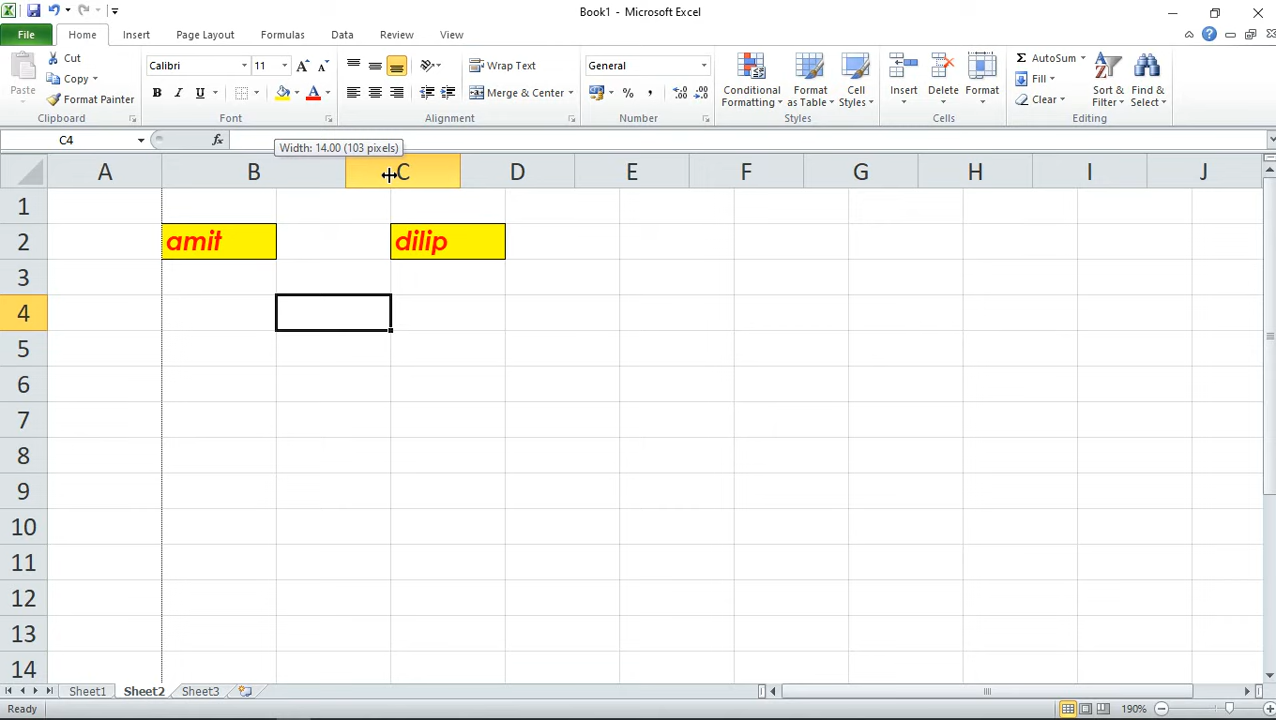 Book1 - Microsoft Excel
File Home Insert Page Layout Formulas Data Review View
Paste
Cut
Copy
Format Painter
Clipboard
Calibri 11
B I U
Font
Wrap Text
Merge & Center
Alignment
General
%
Number
Conditional Formatting
Format as Table
Cell Styles
Styles
Insert Delete Format
Cells
AutoSum
Fill
Clear
Sort & Filter
Find & Select
Editing
C4 fx
Width: 14.00 (103 pixels)
A B C D E F G H I J
1
2 amit dilip
3
4
5
6
7
8
9
10
11
12
13
14
Sheet1 Sheet2 Sheet3
Ready 190%